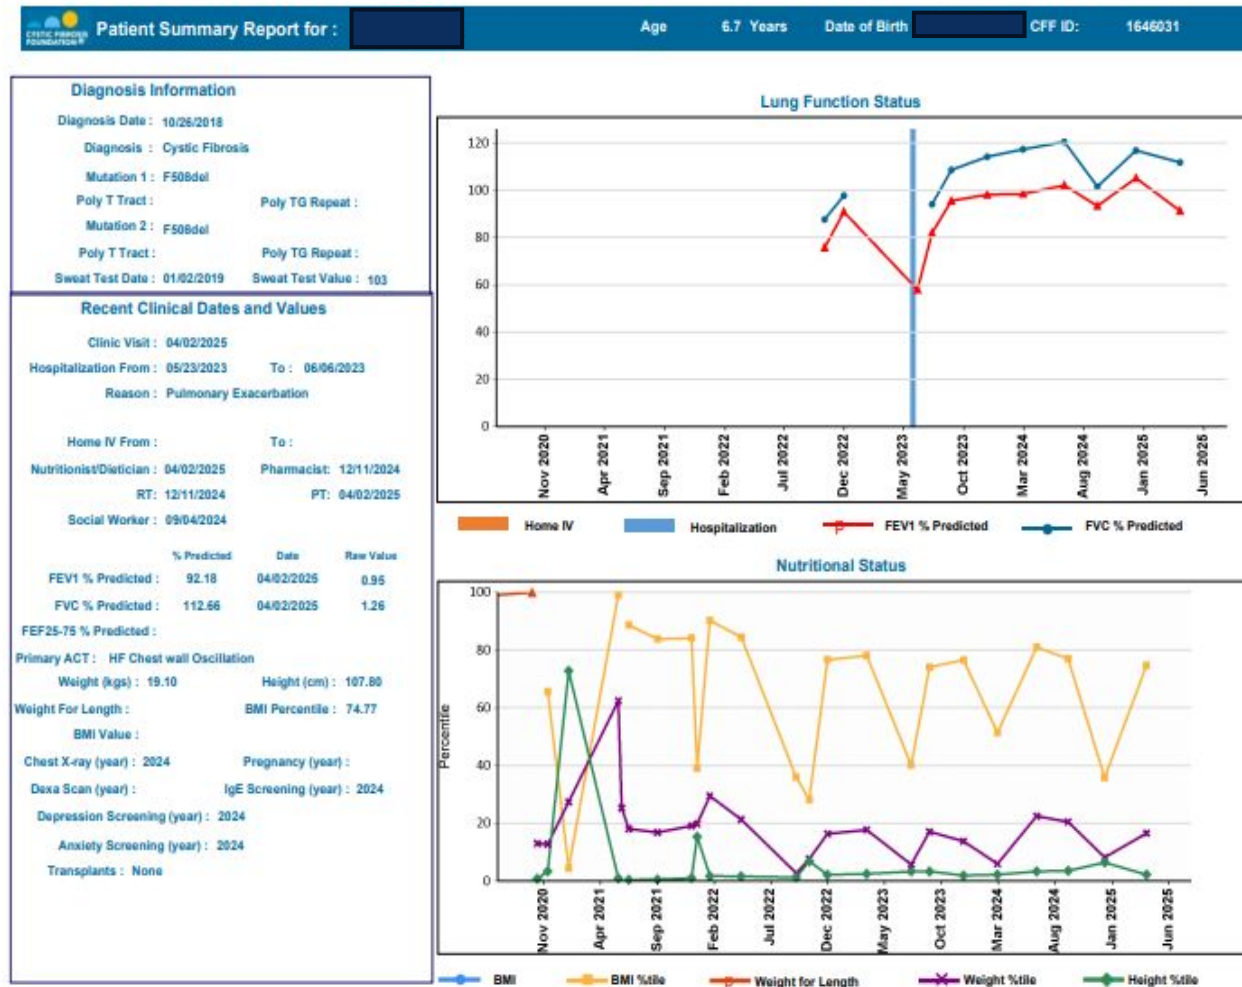 CYSTIC FIBROSIS
FOUNDATION
Patient Summary Report for :
Age 6.7 Years
Date of Birth
CFF ID: 1646031
Diagnosis Information
Diagnosis Date : 10/26/2018
Diagnosis : Cystic Fibrosis
Mutation 1 : F508del
Poly T Tract : Poly TG Repeat :
Mutation 2 : F508del
Poly T Tract : Poly TG Repeat :
Sweat Test Date : 01/02/2019 Sweat Test Value : 103
Recent Clinical Dates and Values
Clinic Visit : 04/02/2025
Hospitalization From : 05/23/2023 To : 06/06/2023
Reason : Pulmonary Exacerbation
Home IV From : To :
Nutritionist/Dietician : 04/02/2025 Pharmacist: 12/11/2024
RT: 12/11/2024 PT: 04/02/2025
Social Worker : 09/04/2024
% Predicted Date Raw Value
FEV1 % Predicted : 92.18 04/02/2025 0.95
FVC % Predicted : 112.66 04/02/2025 1.26
FEF25-75 % Predicted :
Primary ACT : HF Chest wall Oscillation
Weight (kgs) : 19.10 Height (cm) : 107.80
Weight For Length : BMI Percentile : 74.77
BMI Value :
Chest X-ray (year) : 2024 Pregnancy (year) :
Dexa Scan (year) : IgE Screening (year) : 2024
Depression Screening (year) : 2024
Anxiety Screening (year) : 2024
Transplants : None
Lung Function Status
120
100
80
60
40
20
0
Nov 2020 Apr 2021 Sep 2021 Feb 2022 Jul 2022 Dec 2022 May 2023 Oct 2023 Mar 2024 Aug 2024 Jan 2025 Jun 2025
Home IV Hospitalization FEV1 % Predicted FVC % Predicted
Nutritional Status
Percentile
100
80
60
40
20
0
Nov 2020 Apr 2021 Sep 2021 Feb 2022 Jul 2022 Dec 2022 May 2023 Oct 2023 Mar 2024 Aug 2024 Jan 2025 Jun 2025
BMI BMI %tile Weight for Length Weight %tile Height %tile